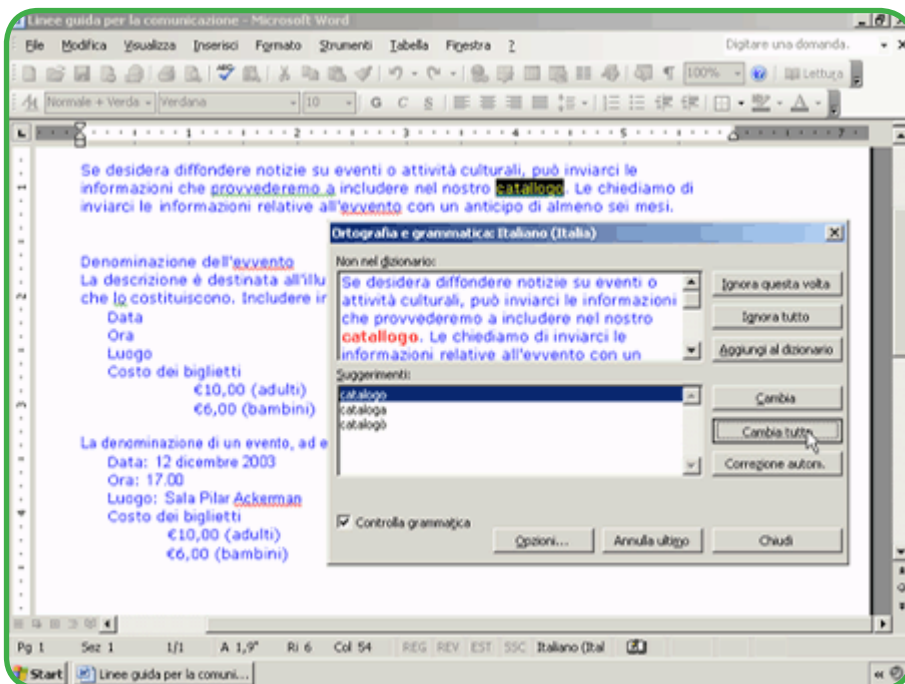 Linee guida per la comunicazione - Microsoft Word
File Modifica Visualizza Inserisci Formato Strumenti Tabella Finestra ? Digitare una domanda.
100% Lettura
Normale + Verda Verdana 10 G C S
1 2 3 4 5 7
Se desidera diffondere notizie su eventi o attività culturali, può inviarci le
informazioni che provvederemo a includere nel nostro catallogo. Le chiediamo di
inviarci le informazioni relative all'evvento con un anticipo di almeno sei mesi.
Denominazione dell'evvento
La descrizione è destinata all'illu
che lo costituiscono. Includere ir
Data
Ora
Luogo
Costo dei biglietti
€10,00 (adulti)
€6,00 (bambini)
La denominazione di un evento, ad e
Data: 12 dicembre 2003
Ora: 17.00
Luogo: Sala Pilar Ackerman
Costo dei biglietti
€10,00 (adulti)
€6,00 (bambini)
Ortografia e grammatica: Italiano (Italia)
Non nel dizionario:
Se desidera diffondere notizie su eventi o
attività culturali, può inviarci le informazioni
che provvederemo a includere nel nostro
catallogo. Le chiediamo di inviarci le
informazioni relative all'evvento con un
Ignora questa volta
Ignora tutto
Aggiungi al dizionario
Suggerimenti:
catalogo
cataloga
catalogò
Cambia
Cambia tutto
Correzione autom.
Controlla grammatica
Opzioni... Annulla ultimo Chiudi
Pg 1 Sez 1 1/1 A 1,9" Ri 6 Col 54 REG REV EST SSC Italiano (Ital
Start Linee guida per la comuni...